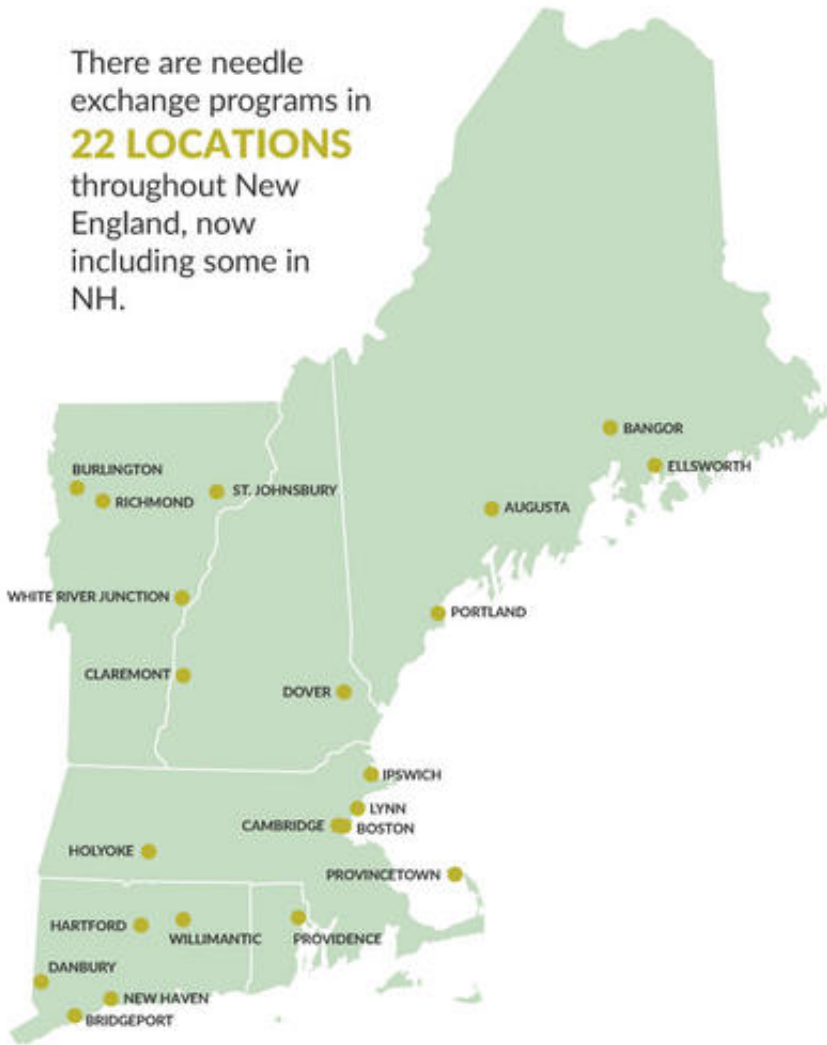 There are needle
exchange programs in
22 LOCATIONS
throughout New
England, now
including some in
NH.
BANGOR
ELLSWORTH
BURLINGTON
RICHMOND
ST. JOHNSBURY
AUGUSTA
WHITE RIVER JUNCTION
PORTLAND
CLAREMONT
DOVER
IPSWICH
LYNN
CAMBRIDGE
BOSTON
HOLYOKE
PROVINCETOWN
HARTFORD
WILLIMANTIC
PROVIDENCE
DANBURY
NEW HAVEN
BRIDGEPORT